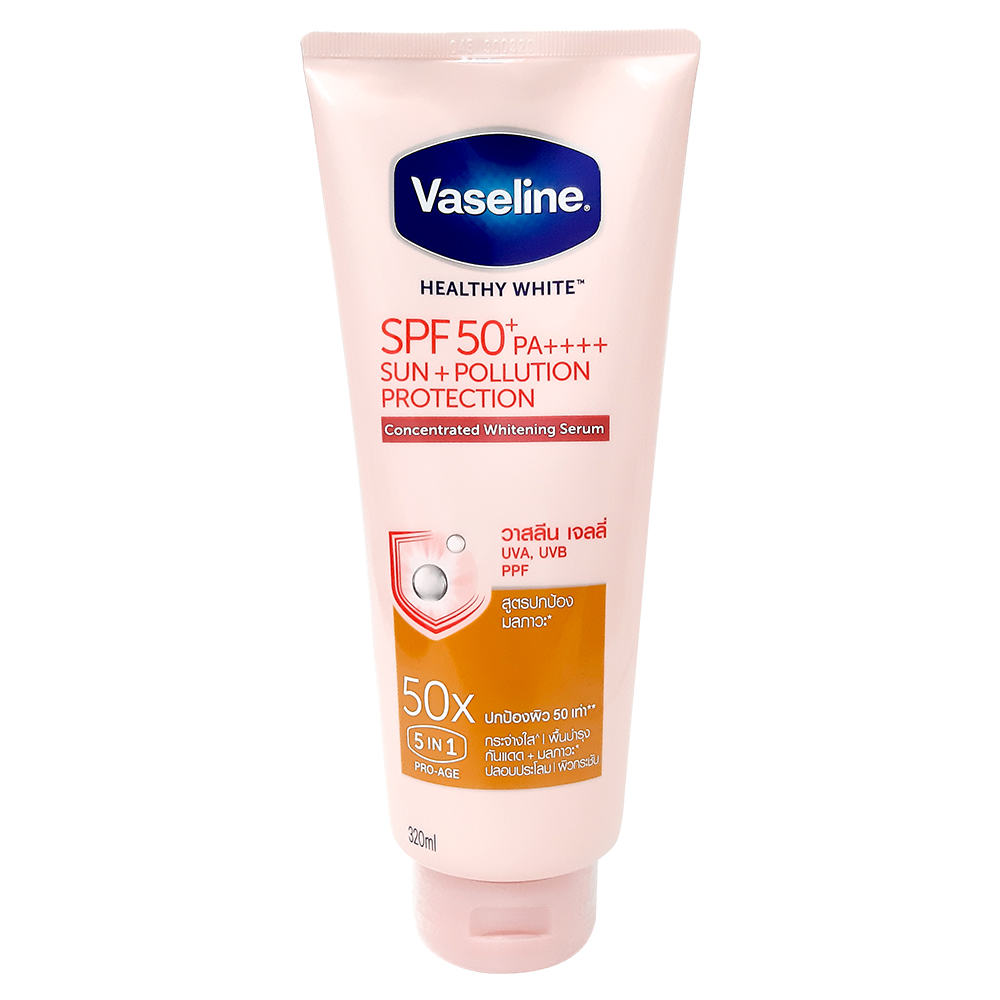 Vaseline®
HEALTHY WHITE™
SPF 50+ PA++++
SUN + POLLUTION
PROTECTION
Concentrated Whitening Serum
วาสลีน เจลลี่
UVA, UVB
PPF
สูตรปกป้อง
มลภาวะ*
50X ปกป้องผิว 50 เท่า**
5 IN 1
PRO-AGE
กระจ่างใส^ | ฟื้นบำรุง
กันแดด + มลภาวะ*
ปลอบประโลม | ผิวกระชับ
320ml